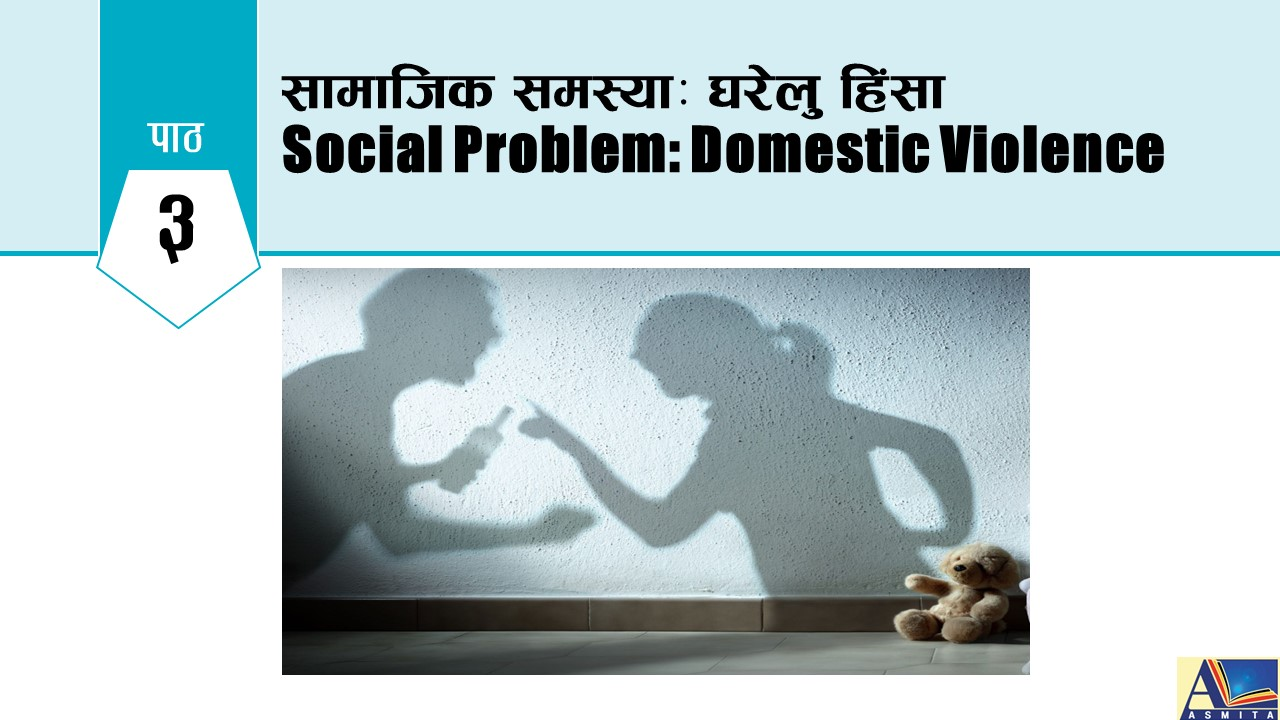 पाठ
३
सामाजिक समस्याः घरेलु हिंसा
Social Problem: Domestic Violence
ASMITA